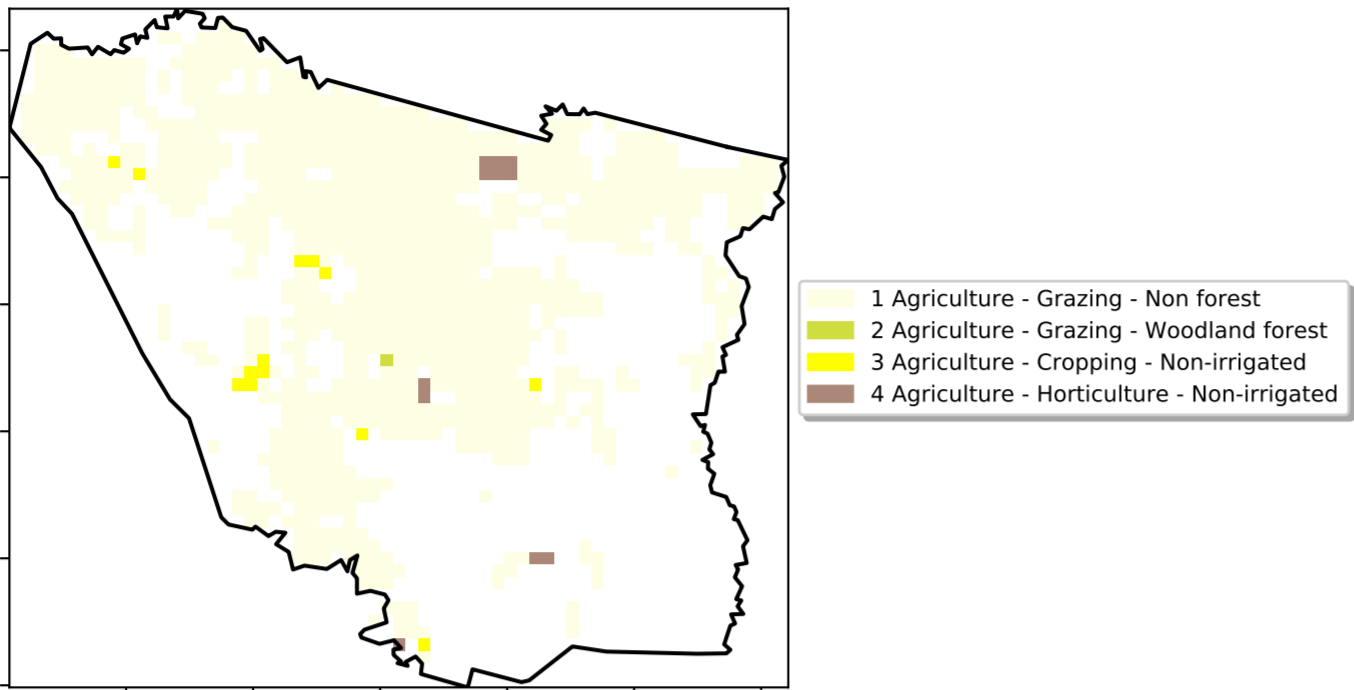 1 Agriculture - Grazing - Non forest
2 Agriculture - Grazing - Woodland forest
3 Agriculture - Cropping - Non-irrigated
4 Agriculture - Horticulture - Non-irrigated